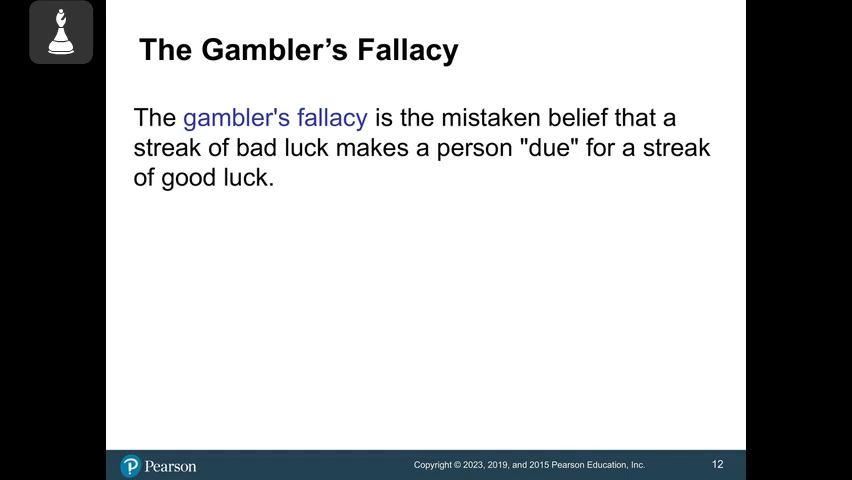 The Gambler’s Fallacy
The gambler's fallacy is the mistaken belief that a
streak of bad luck makes a person "due" for a streak
of good luck.
Pearson
Copyright © 2023, 2019, and 2015 Pearson Education, Inc.
12